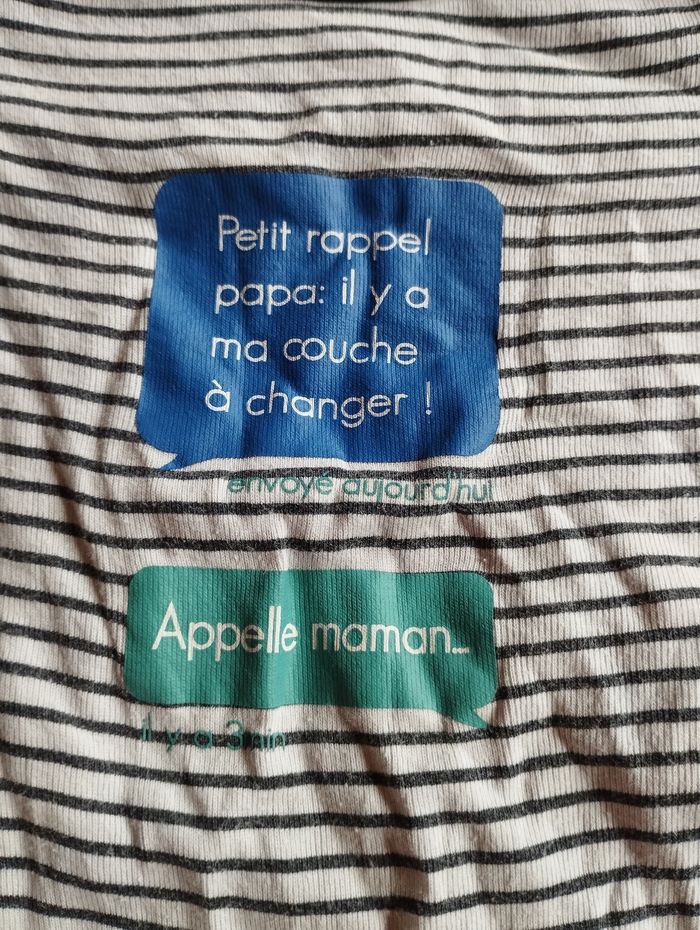 Petit rappel
papa: il y a
ma couche
à changer !
envoyé aujourd'hui
Appelle maman...
il y a 3 min